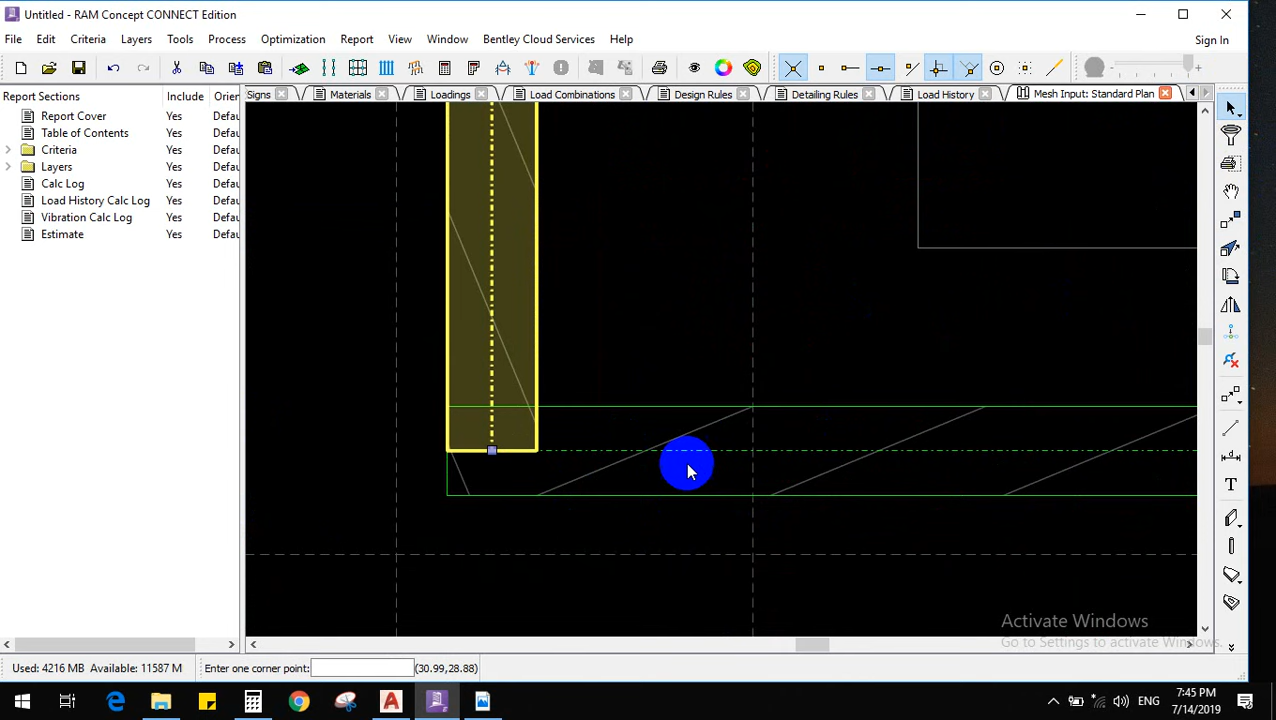 Untitled - RAM Concept CONNECT Edition
File Edit Criteria Layers Tools Process Optimization Report View Window Bentley Cloud Services Help Sign In
Report Sections Include Orien
Signs Materials Loadings Load Combinations Design Rules Detailing Rules Load History Mesh Input: Standard Plan
Report Cover Yes Defau
Table of Contents Yes Defau
Criteria Yes Defau
Layers Yes Defau
Calc Log Yes Defau
Load History Calc Log Yes Defau
Vibration Calc Log Yes Defau
Estimate Yes Defau
T
Activate Windows
Go to Settings to activate Windows.
Used: 4216 MB Available: 11587 M Enter one corner point: (30.99,28.88)
ENG 7:45 PM
7/14/2019